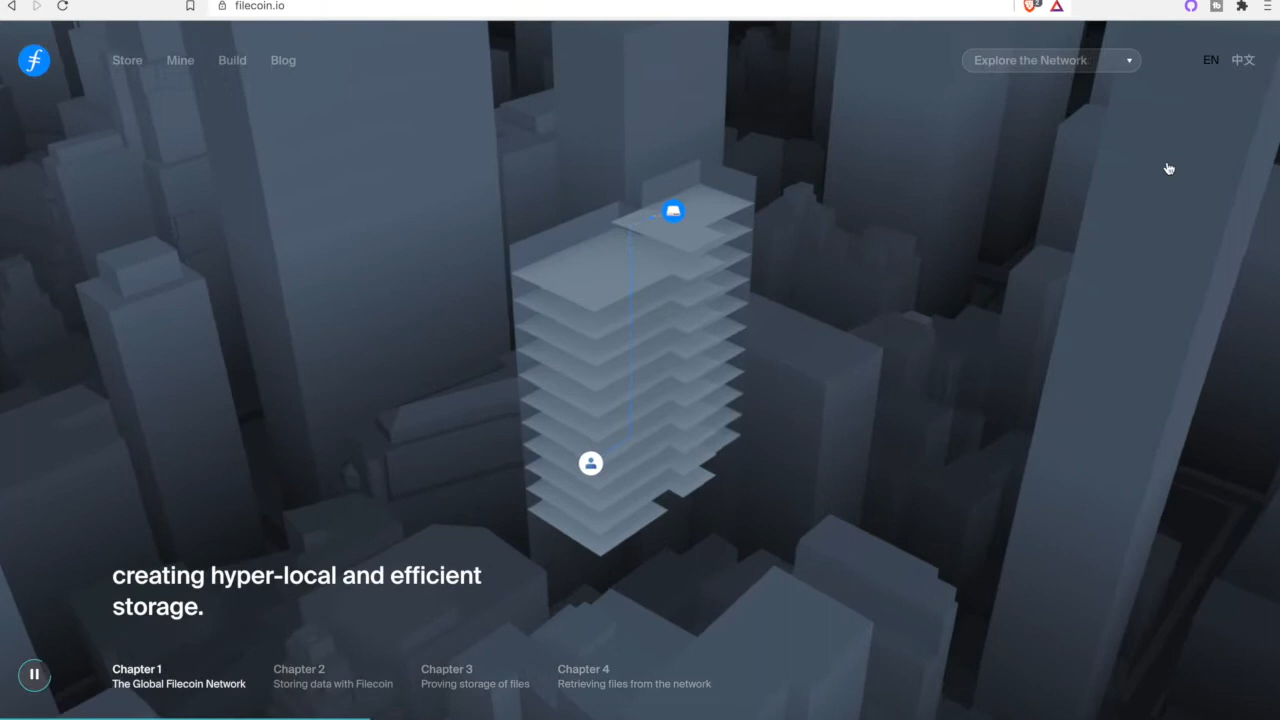 filecoin.io
2
Store Mine Build Blog
Explore the Network
EN 中文
creating hyper-local and efficient
storage.
Chapter 1
The Global Filecoin Network
Chapter 2
Storing data with Filecoin
Chapter 3
Proving storage of files
Chapter 4
Retrieving files from the network